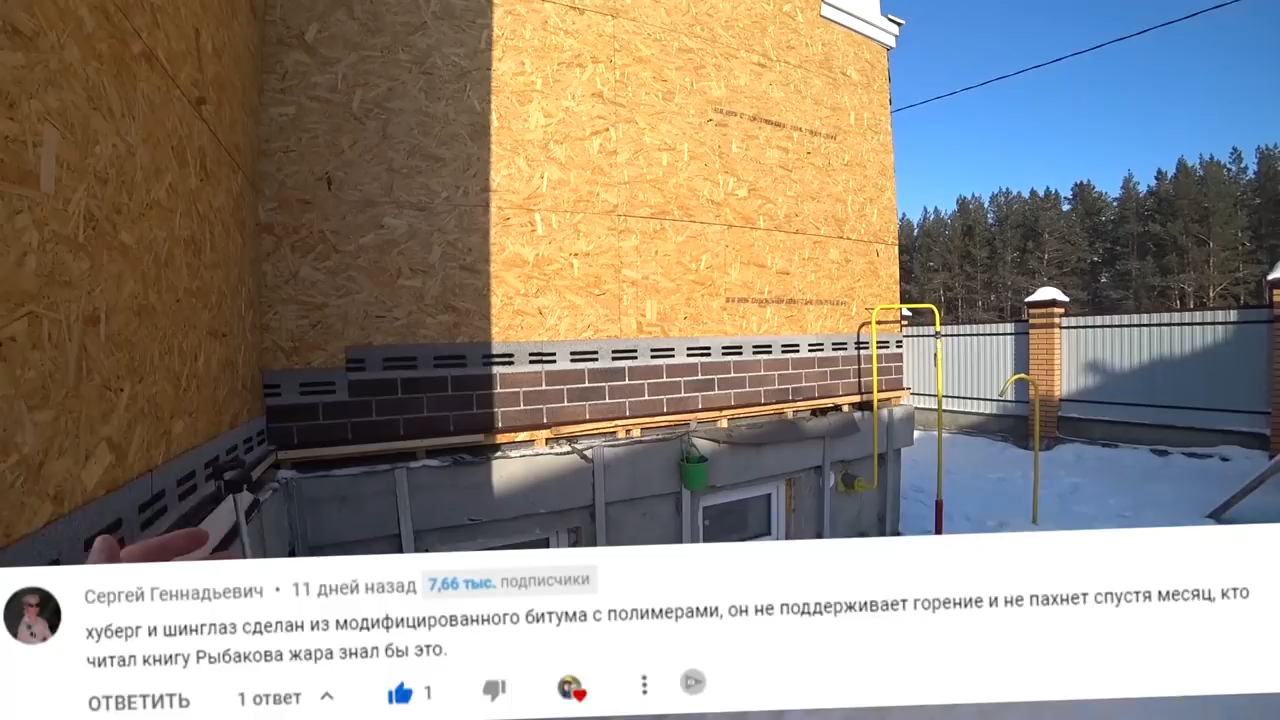 Сергей Геннадьевич • 11 дней назад 7,66 тыс. подписчики
хуберг и шинглаз сделан из модифицированного битума с полимерами, он не поддерживает горение и не пахнет спустя месяц, кто
читал книгу Рыбакова жара знал бы это.
ОТВЕТИТЬ 1 ответ 1